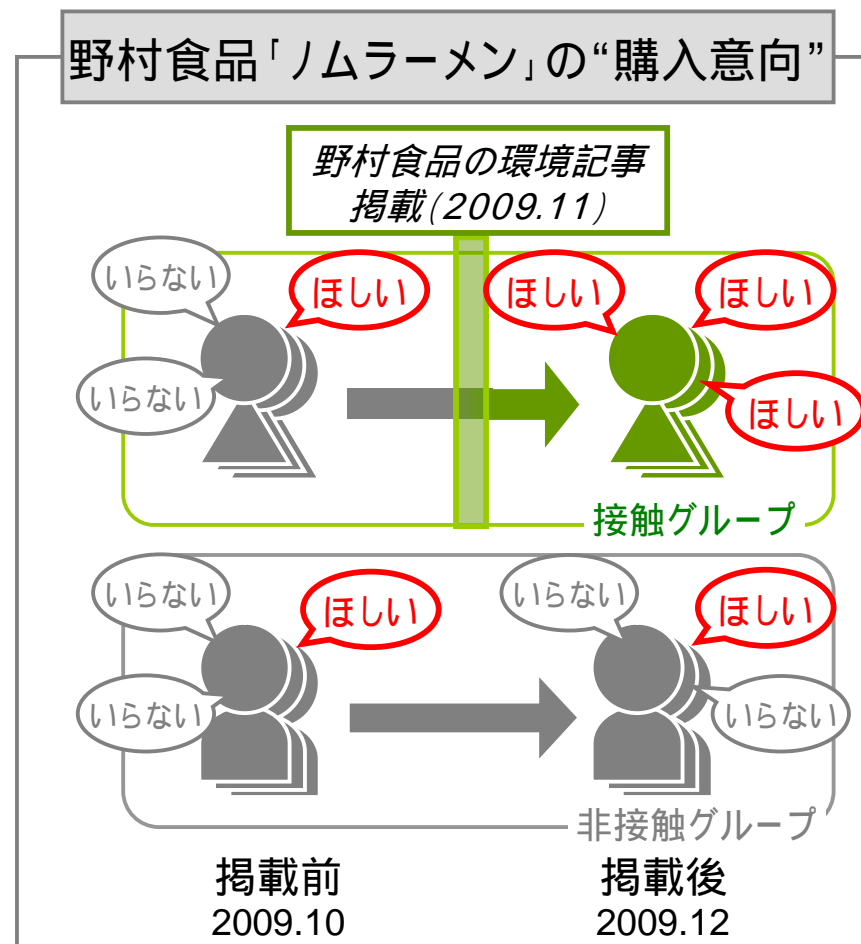 野村食品「ノムラーメン」の“購入意向”
野村食品の環境記事
掲載(2009.11)
いらない
ほしい
ほしい
ほしい
いらない
ほしい
接触グループ
いらない
ほしい
いらない
ほしい
いらない
いらない
非接触グループ
掲載前
掲載後
2009.10
2009.12